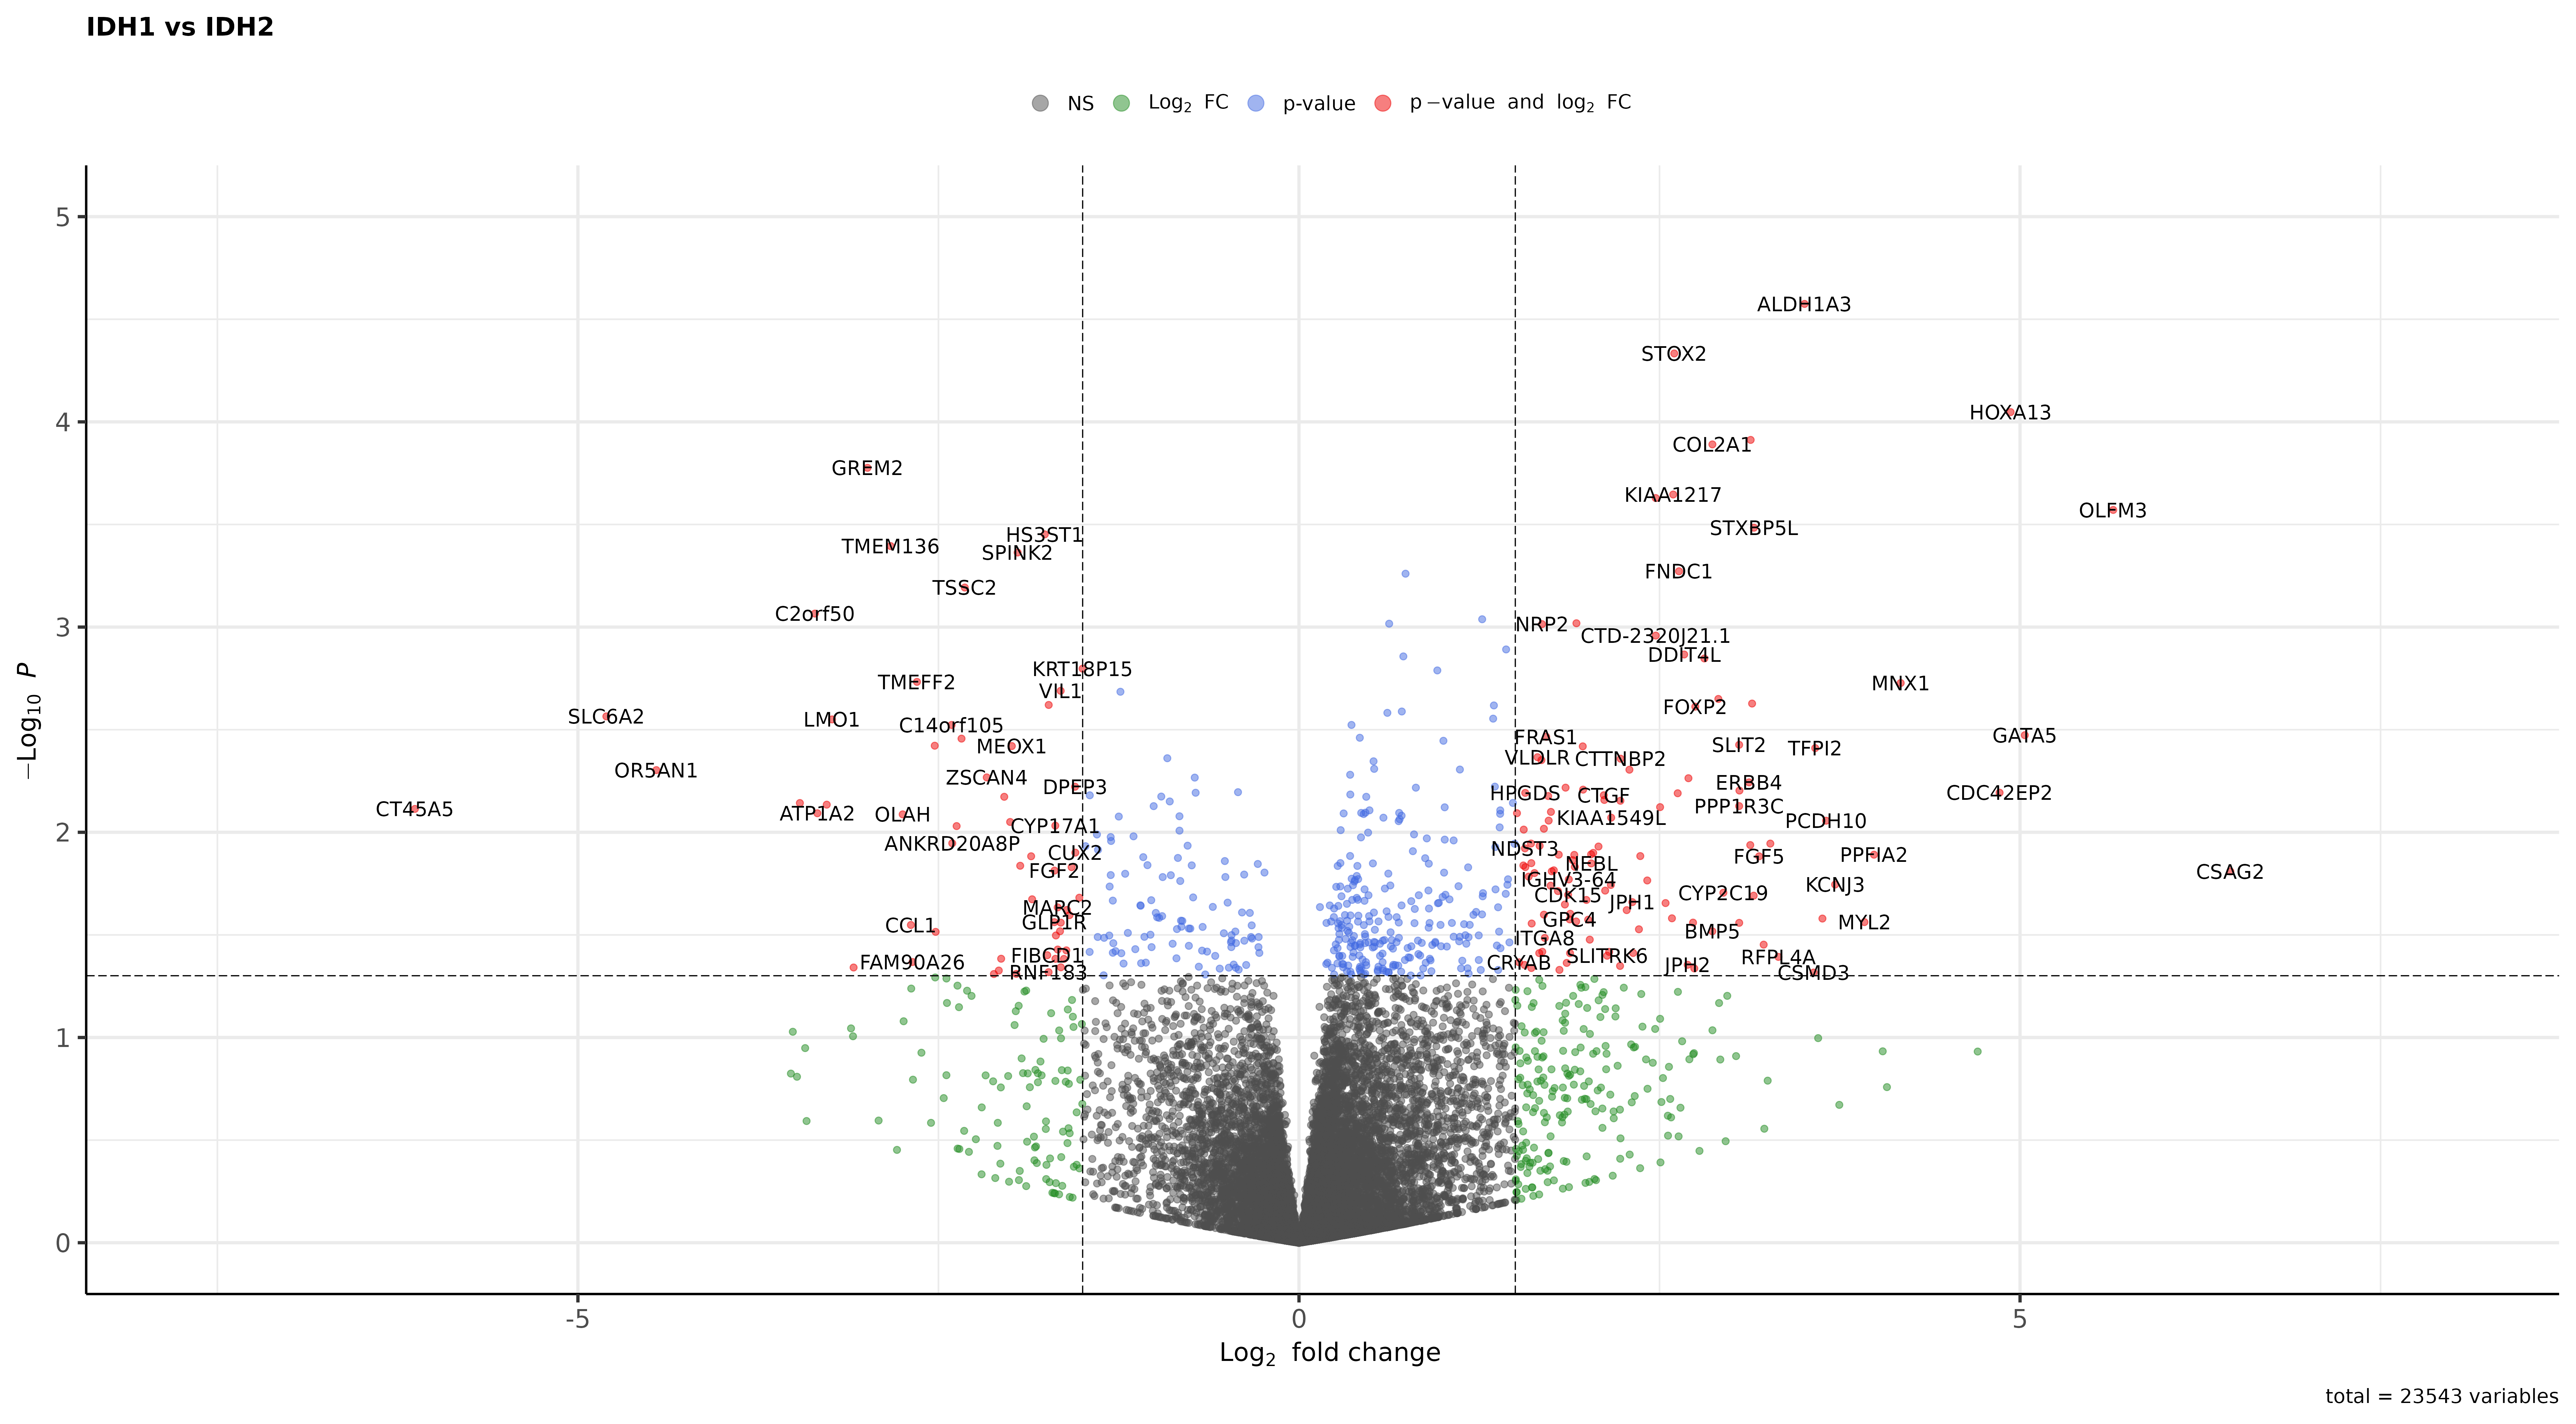 IDH1 vs IDH2
NS Log2 FC p-value p−value and log2 FC
−Log10 P
5
4
3
2
1
0
ALDH1A3
STOX2
HOXA13
COL2A1
GREM2
KIAA1217
OLFM3
STXBP5L
HS3ST1
TMEM136
SPINK2
FNDC1
TSSC2
C2orf50
NRP2
CTD-2320J21.1
DDIT4L
KRT18P15
TMEFF2
MNX1
VIL1
FOXP2
SLC6A2
LMO1
C14orf105
GATA5
FRAS1
MEOX1
SLIT2
TFPI2
VLDLR
CTTNBP2
OR5AN1
ZSCAN4
ERBB4
DPEP3
HPGDS
CTGF
CDC42EP2
CT45A5
PPP1R3C
ATP1A2
OLAH
KIAA1549L
PCDH10
CYP17A1
ANKRD20A8P
NDST3
CUX2
FGF5
PPFIA2
NEBL
FGF2
CSAG2
IGHV3-64
KCNJ3
CDK15
CYP2C19
JPH1
MARC2
GPC4
GLP1R
MYL2
CCL1
BMP5
ITGA8
FIBCD1
SLITRK6
RFPL4A
FAM90A26
CRYAB
JPH2
RNF183
CSMD3
-5 0 5
Log2 fold change
total = 23543 variables